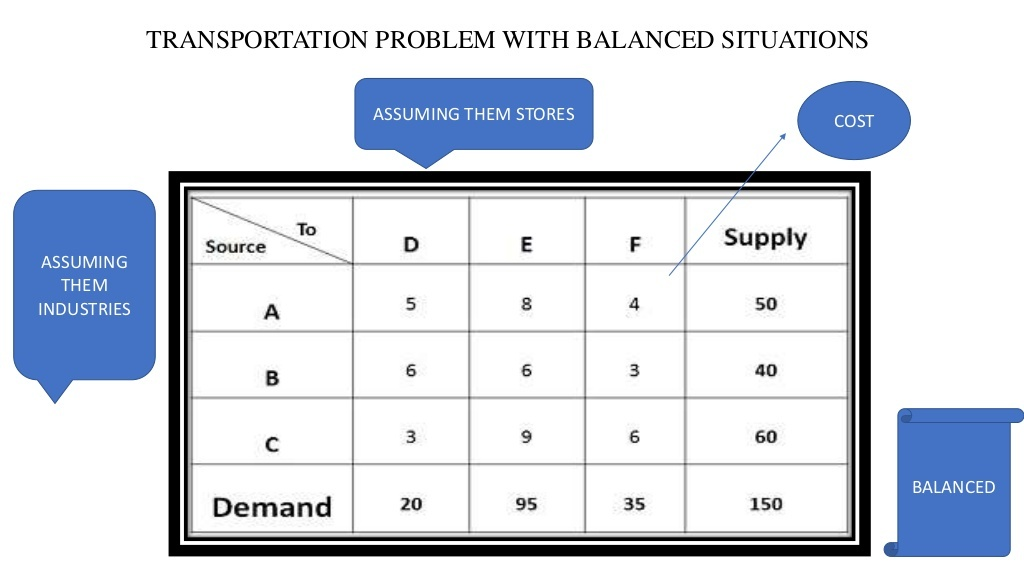 TRANSPORTATION PROBLEM WITH BALANCED SITUATIONS
ASSUMING THEM STORES
COST
ASSUMING
THEM
INDUSTRIES
To
Source
D E F Supply
A 5 8 4 50
B 6 6 3 40
C 3 9 6 60
Demand 20 95 35 150
BALANCED